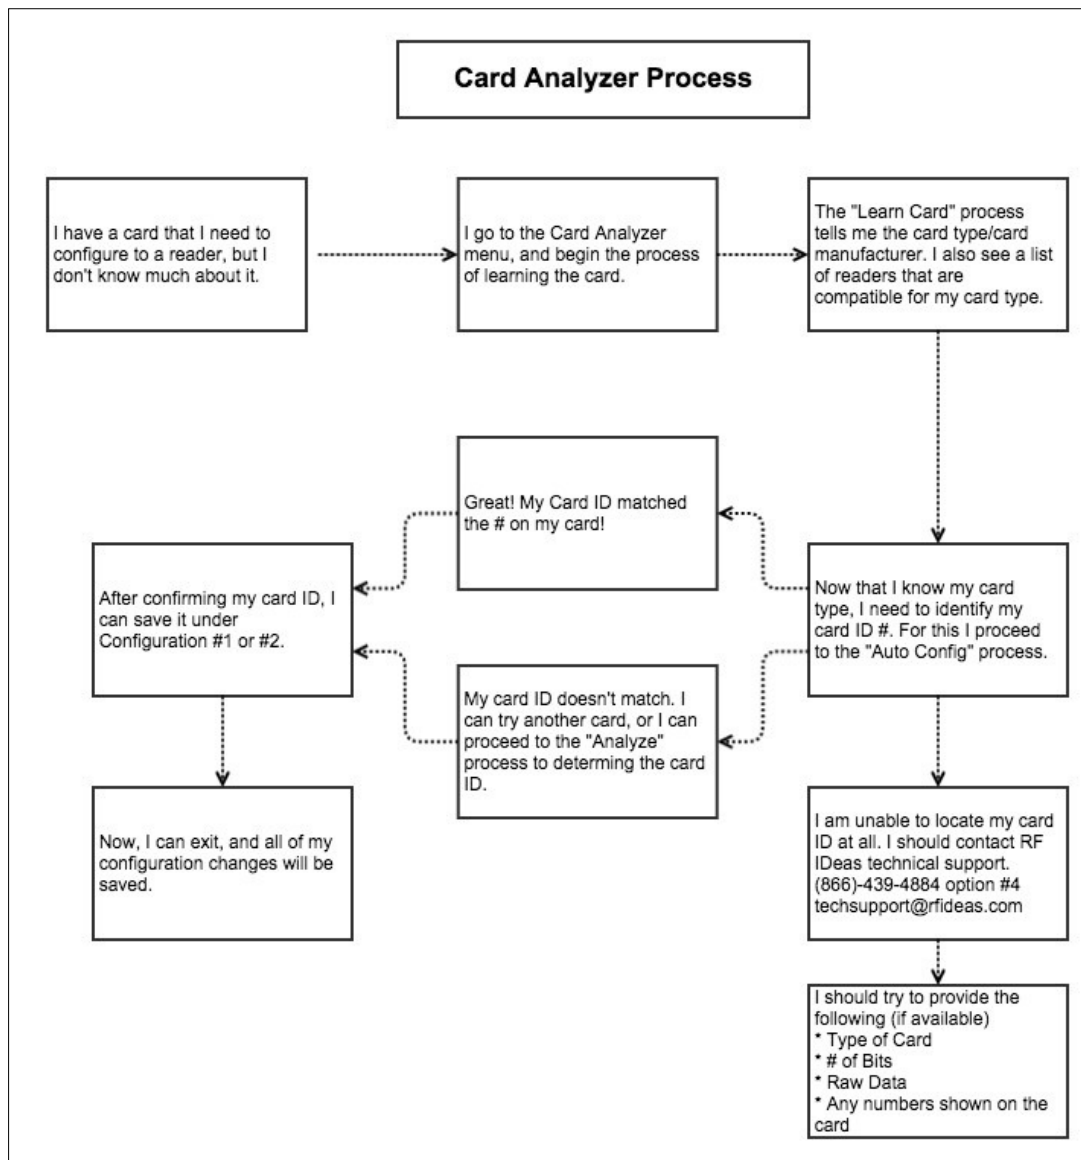 Card Analyzer Process
I have a card that I need to
configure to a reader, but I
don't know much about it.
I go to the Card Analyzer
menu, and begin the process
of learning the card.
The "Learn Card" process
tells me the card type/card
manufacturer. I also see a list
of readers that are
compatible for my card type.
Great! My Card ID matched
the # on my card!
After confirming my card ID, I
can save it under
Configuration #1 or #2.
Now that I know my card
type, I need to identify my
card ID #. For this I proceed
to the "Auto Config" process.
My card ID doesn't match. I
can try another card, or I can
proceed to the "Analyze"
process to determing the card
ID.
Now, I can exit, and all of my
configuration changes will be
saved.
I am unable to locate my card
ID at all. I should contact RF
IDeas technical support.
(866)-439-4884 option #4
techsupport@rfideas.com
I should try to provide the
following (if available)
* Type of Card
* # of Bits
* Raw Data
* Any numbers shown on the
card